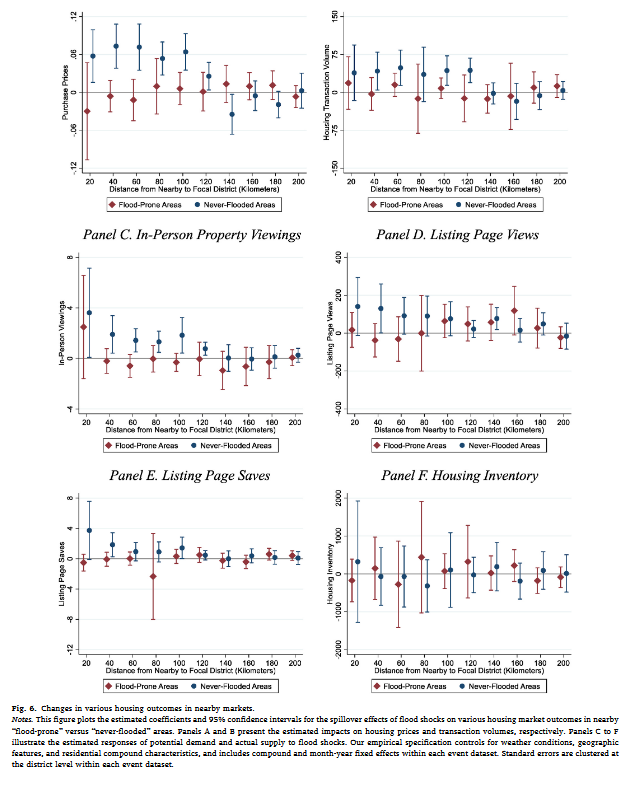 .12
.06
0
-.06
-.12
Purchase Prices
20 40 60 80 100 120 140 160 180 200
Distance from Nearby to Focal District (Kilometers)
Flood-Prone Areas Never-Flooded Areas
150
75
0
-75
-150
Housing Transaction Volume
20 40 60 80 100 120 140 160 180 200
Distance from Nearby to Focal District (Kilometers)
Flood-Prone Areas Never-Flooded Areas
Panel C. In-Person Property Viewings
8
4
0
-4
In-Person Viewings
20 40 60 80 100 120 140 160 180 200
Distance from Nearby to Focal District (Kilometers)
Flood-Prone Areas Never-Flooded Areas
Panel D. Listing Page Views
400
200
0
-200
-400
Listing Page Views
20 40 60 80 100 120 140 160 180 200
Distance from Nearby to Focal District (Kilometers)
Flood-Prone Areas Never-Flooded Areas
Panel E. Listing Page Saves
8
4
0
-4
-8
-12
Listing Page Saves
20 40 60 80 100 120 140 160 180 200
Distance from Nearby to Focal District (Kilometers)
Flood-Prone Areas Never-Flooded Areas
Panel F. Housing Inventory
2000
1000
0
-1000
-2000
Housing Inventory
20 40 60 80 100 120 140 160 180 200
Distance from Nearby to Focal District (Kilometers)
Flood-Prone Areas Never-Flooded Areas
Fig. 6. Changes in various housing outcomes in nearby markets.
Notes. This figure plots the estimated coefficients and 95% confidence intervals for the spillover effects of flood shocks on various housing market outcomes in nearby
"flood-prone" versus "never-flooded" areas. Panels A and B present the estimated impacts on housing prices and transaction volumes, respectively. Panels C to F
illustrate the estimated responses of potential demand and actual supply to flood shocks. Our empirical specification controls for weather conditions, geographic
features, and residential compound characteristics, and includes compound and month-year fixed effects within each event dataset. Standard errors are clustered at
the district level within each event dataset.